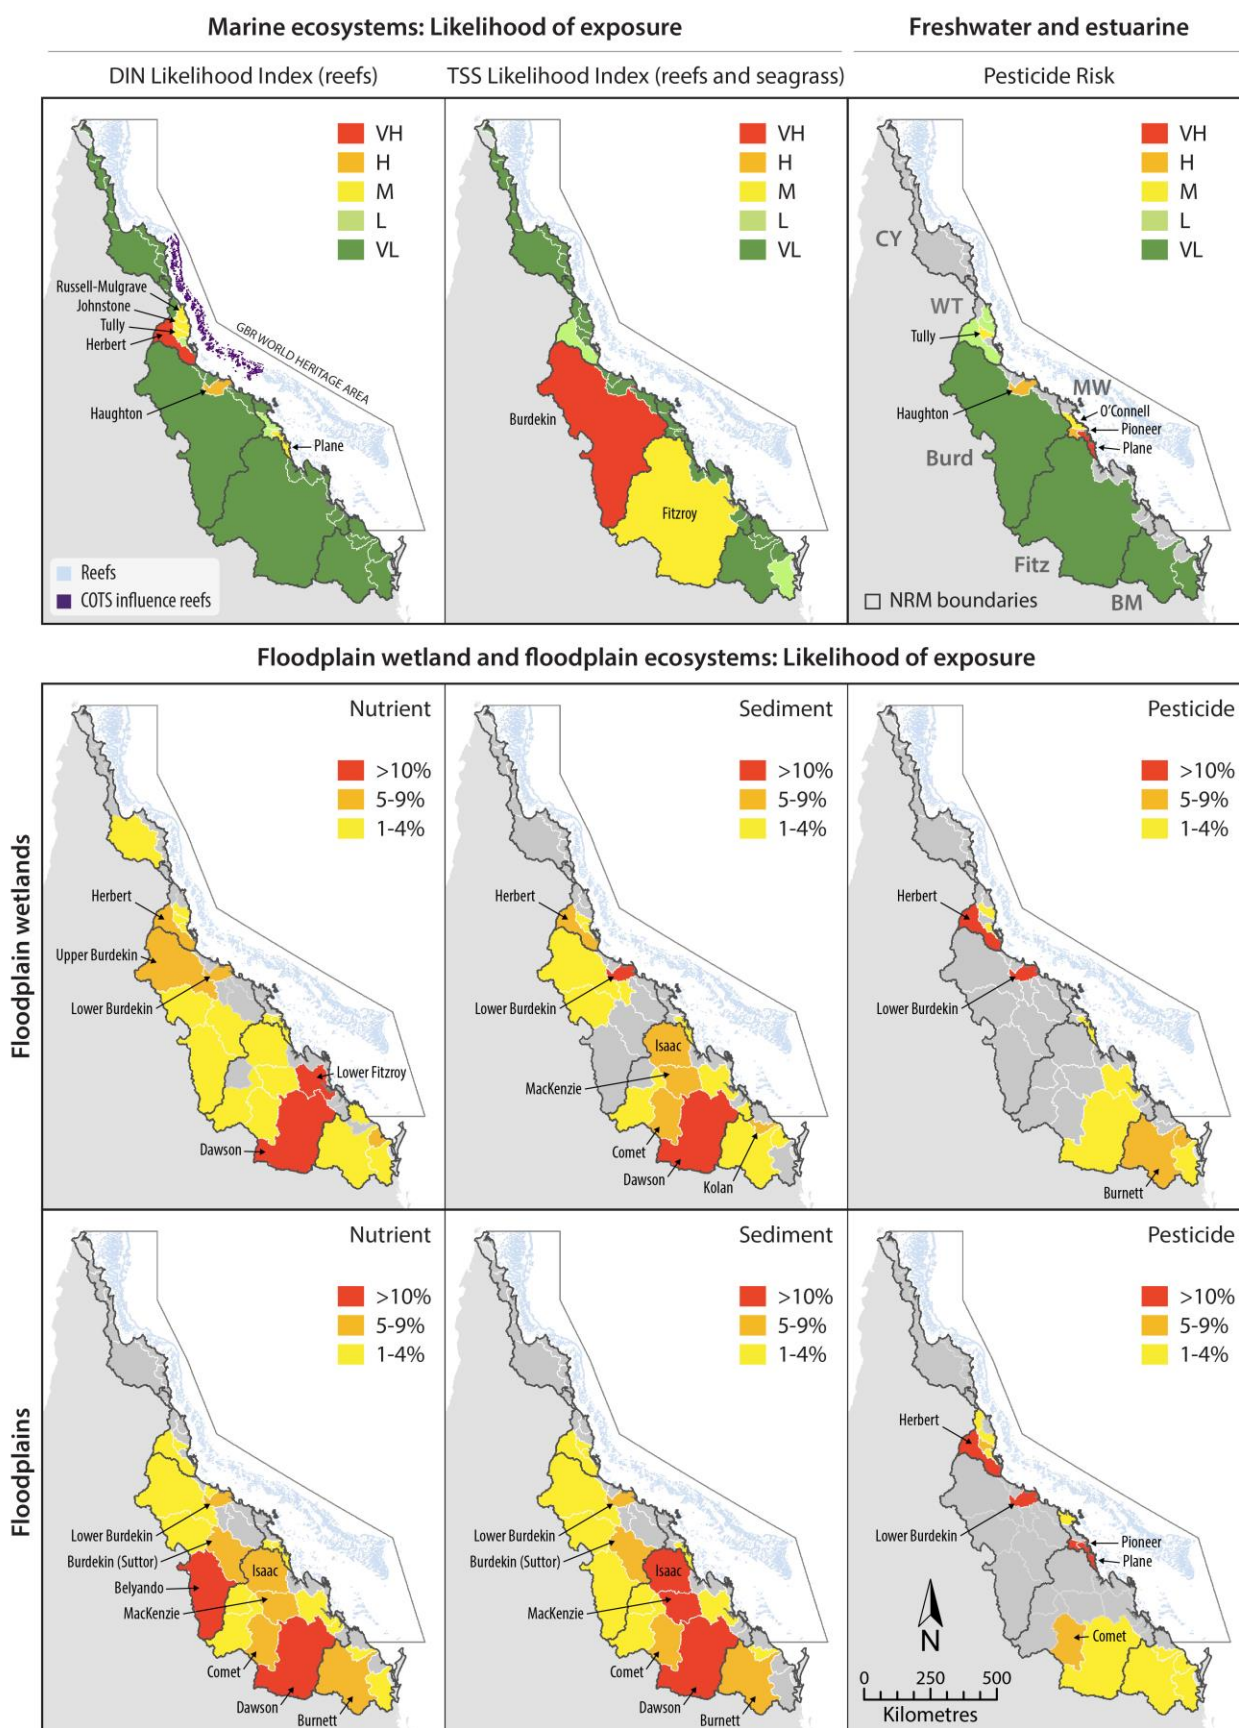 Marine ecosystems: Likelihood of exposure
Freshwater and estuarine
DIN Likelihood Index (reefs)
TSS Likelihood Index (reefs and seagrass)
Pesticide Risk
VH
H
M
L
VL
Russell-Mulgrave
Johnstone
Tully
Herbert
Haughton
Plane
GBR WORLD HERITAGE AREA
Reefs
COTS influence reefs
VH
H
M
L
VL
Burdekin
Fitzroy
VH
H
M
L
VL
CY
WT
Tully
MW
Haughton
O'Connell
Pioneer
Plane
Burd
Fitz
BM
NRM boundaries
Floodplain wetland and floodplain ecosystems: Likelihood of exposure
Floodplain wetlands
Nutrient
>10%
5-9%
1-4%
Herbert
Upper Burdekin
Lower Burdekin
Lower Fitzroy
Dawson
Sediment
>10%
5-9%
1-4%
Herbert
Lower Burdekin
Isaac
MacKenzie
Comet
Dawson
Kolan
Pesticide
>10%
5-9%
1-4%
Herbert
Lower Burdekin
Burnett
Floodplains
Nutrient
>10%
5-9%
1-4%
Lower Burdekin
Burdekin (Suttor)
Isaac
Belyando
MacKenzie
Comet
Dawson
Burnett
Sediment
>10%
5-9%
1-4%
Lower Burdekin
Burdekin (Suttor)
Isaac
MacKenzie
Comet
Dawson
Burnett
Pesticide
>10%
5-9%
1-4%
Herbert
Lower Burdekin
Pioneer
Plane
Comet
N
0 250 500
Kilometres